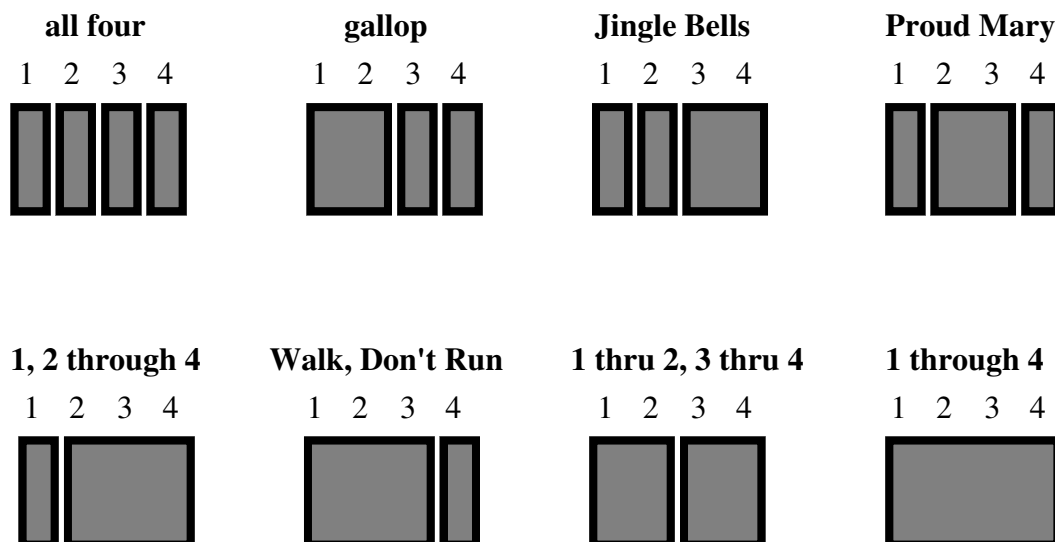 all four gallop Jingle Bells Proud Mary
1 2 3 4 1 2 3 4 1 2 3 4 1 2 3 4
1, 2 through 4 Walk, Don't Run 1 thru 2, 3 thru 4 1 through 4
1 2 3 4 1 2 3 4 1 2 3 4 1 2 3 4